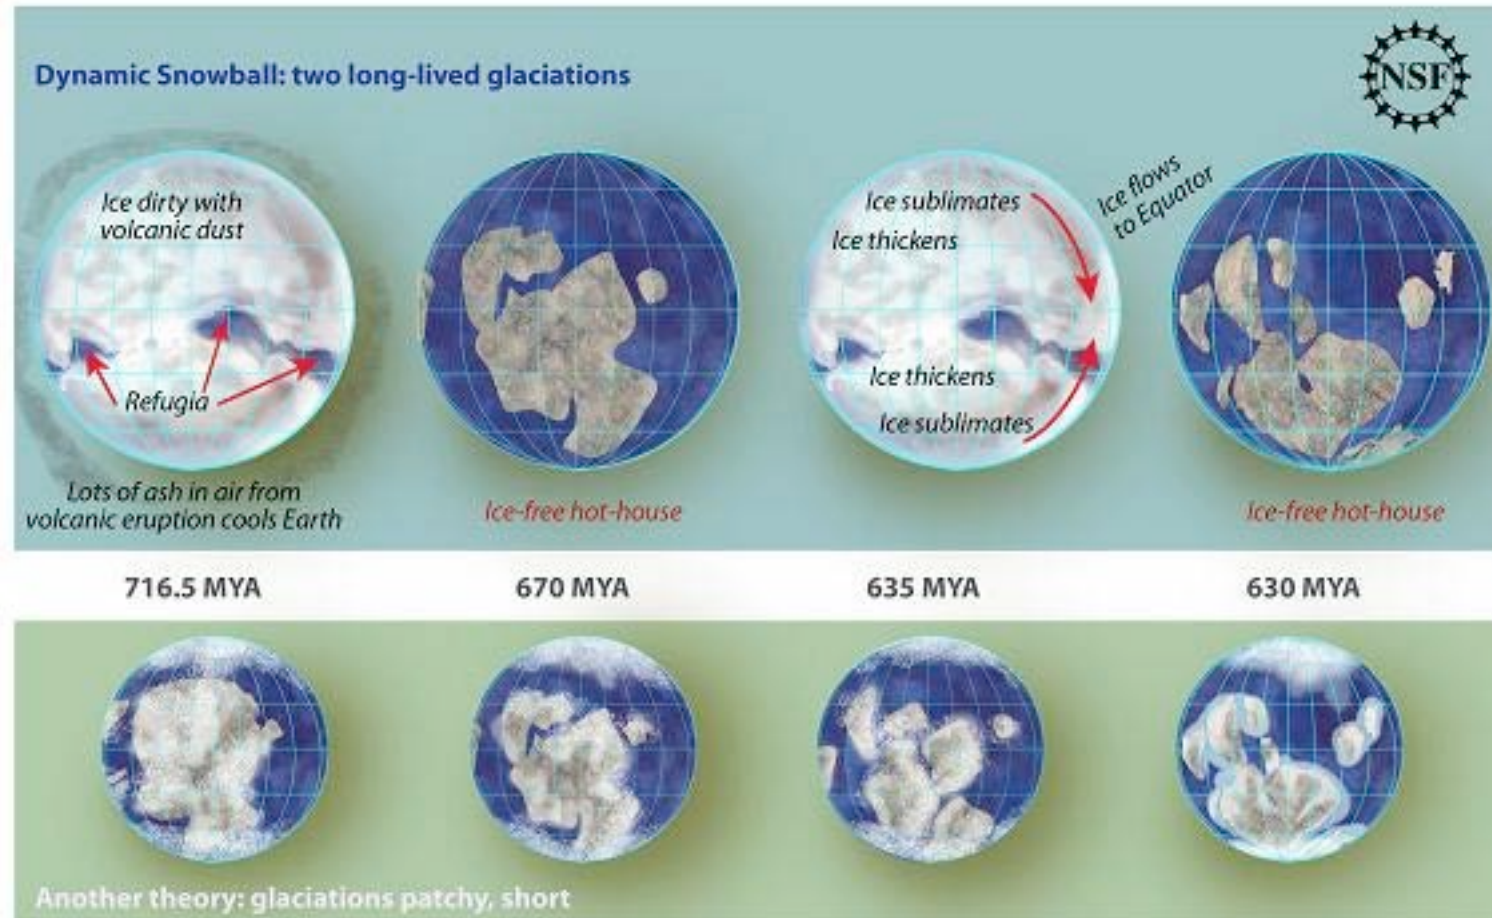 Dynamic Snowball: two long-lived glaciations
NSF
Ice dirty with
volcanic dust
Refugia
Lots of ash in air from
volcanic eruption cools Earth
Ice-free hot-house
Ice sublimates
Ice thickens
Ice thickens
Ice sublimates
Ice flows
to Equator
Ice-free hot-house
716.5 MYA
670 MYA
635 MYA
630 MYA
Another theory: glaciations patchy, short